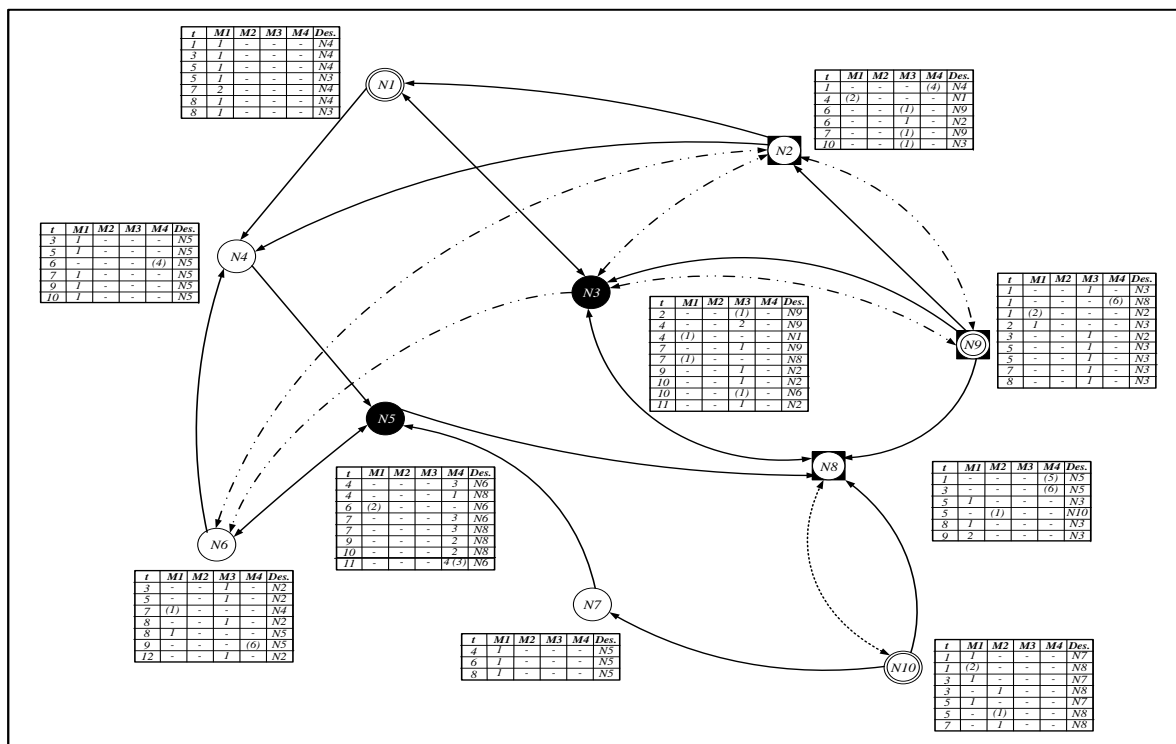 t M1 M2 M3 M4 Des.
1 1 - - - N4
3 1 - - - N4
5 1 - - - N4
5 1 - - - N3
7 2 - - - N4
8 1 - - - N4
8 1 - - - N3
N1
t M1 M2 M3 M4 Des.
1 - - - (4) N4
4 (2) - - - N1
6 - - (1) - N9
6 - - 1 - N2
7 - - (1) - N9
10 - - (1) - N3
N2
t M1 M2 M3 M4 Des.
3 1 - - - N5
5 1 - - - N5
6 - - - (4) N5
7 1 - - - N5
9 1 - - - N5
10 1 - - - N5
N4
N3
t M1 M2 M3 M4 Des.
2 - - (1) - N9
4 - - 2 - N9
4 (1) - - - N1
7 - - 1 - N9
7 (1) - - - N8
9 - - 1 - N2
10 - - 1 - N2
10 - - (1) - N6
11 - - 1 - N2
N9
t M1 M2 M3 M4 Des.
1 - - 1 - N3
1 - - - (6) N8
1 (2) - - - N2
2 1 - - - N3
3 - - 1 - N2
5 - - 1 - N3
5 - - 1 - N3
7 - - 1 - N3
8 - - 1 - N3
N5
t M1 M2 M3 M4 Des.
4 - - - 3 N6
4 - - - 1 N8
6 (2) - - - N6
7 - - - 3 N6
7 - - - 3 N8
9 - - - 2 N8
10 - - - 2 N8
11 - - - 4 (3) N6
N8
t M1 M2 M3 M4 Des.
1 - - - (5) N5
3 - - - (6) N5
5 1 - - - N3
5 - (1) - - N10
8 1 - - - N3
9 2 - - - N3
N6
t M1 M2 M3 M4 Des.
3 - - 1 - N2
5 - - 1 - N2
7 (1) - - - N4
8 - - 1 - N2
8 1 - - - N5
9 - - - (6) N5
12 - - 1 - N2
N7
t M1 M2 M3 M4 Des.
4 1 - - - N5
6 1 - - - N5
8 1 - - - N5
N10
t M1 M2 M3 M4 Des.
1 1 - - - N7
1 (2) - - - N8
3 1 - - - N7
3 - 1 - - N8
5 1 - - - N7
5 - (1) - - N8
7 - 1 - - N8